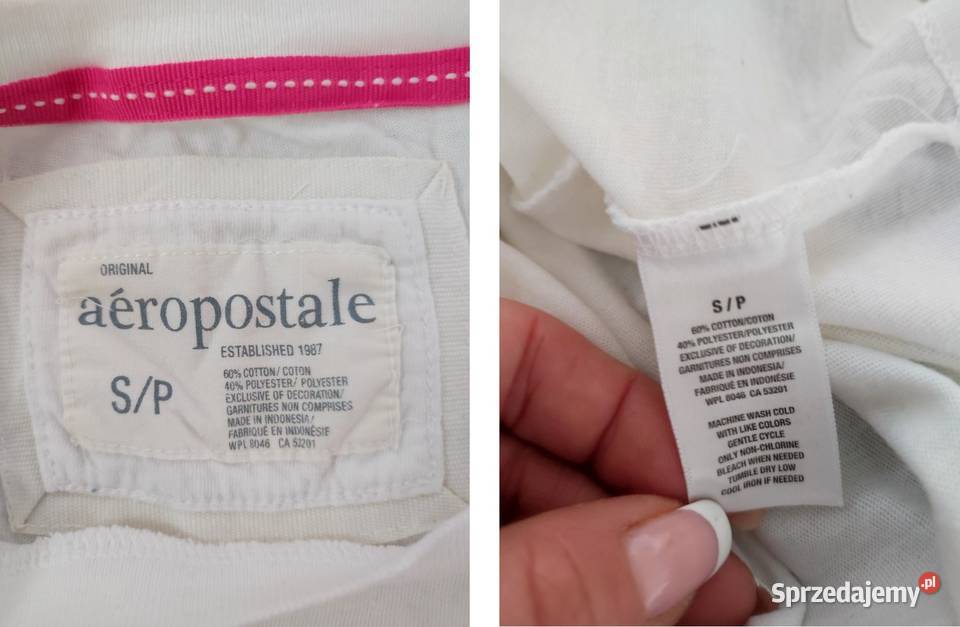 ORIGINAL
aéropostale
ESTABLISHED 1987
S/P
60% COTTON/ COTON
40% POLYESTER/ POLYESTER
EXCLUSIVE OF DECORATION/
GARNITURES NON COMPRISES
MADE IN INDONESIA/
FABRIQUÉ EN INDONÉSIE
WPL 8046 CA 53201
S/P
60% COTTON/COTON
40% POLYESTER/POLYESTER
EXCLUSIVE OF DECORATION/
GARNITURES NON COMPRISES
MADE IN INDONESIA/
FABRIQUÉ EN INDONÉSIE
WPL 8046 CA 53201
MACHINE WASH COLD
WITH LIKE COLORS
GENTLE CYCLE
ONLY NON-CHLORINE
BLEACH WHEN NEEDED
TUMBLE DRY LOW
COOL IRON IF NEEDED
Sprzedajemy.pl